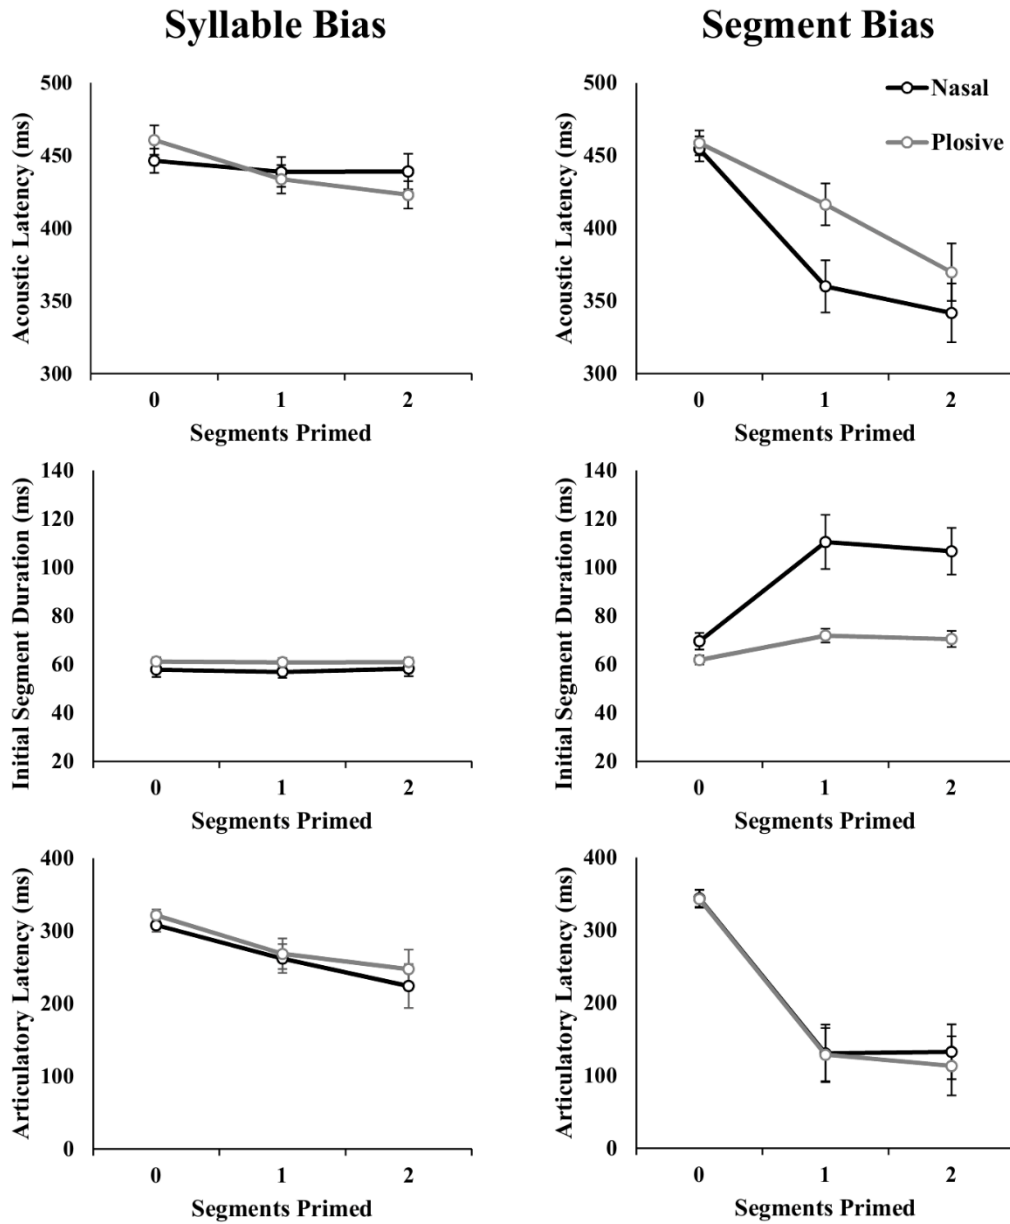 Syllable Bias
Segment Bias
Acoustic Latency (ms)
500
450
400
350
300
0 1 2
Segments Primed
Acoustic Latency (ms)
500
450
400
350
300
0 1 2
Segments Primed
Nasal
Plosive
Initial Segment Duration (ms)
140
120
100
80
60
40
20
0 1 2
Segments Primed
Initial Segment Duration (ms)
140
120
100
80
60
40
20
0 1 2
Segments Primed
Articulatory Latency (ms)
400
300
200
100
0
0 1 2
Segments Primed
Articulatory Latency (ms)
400
300
200
100
0
0 1 2
Segments Primed